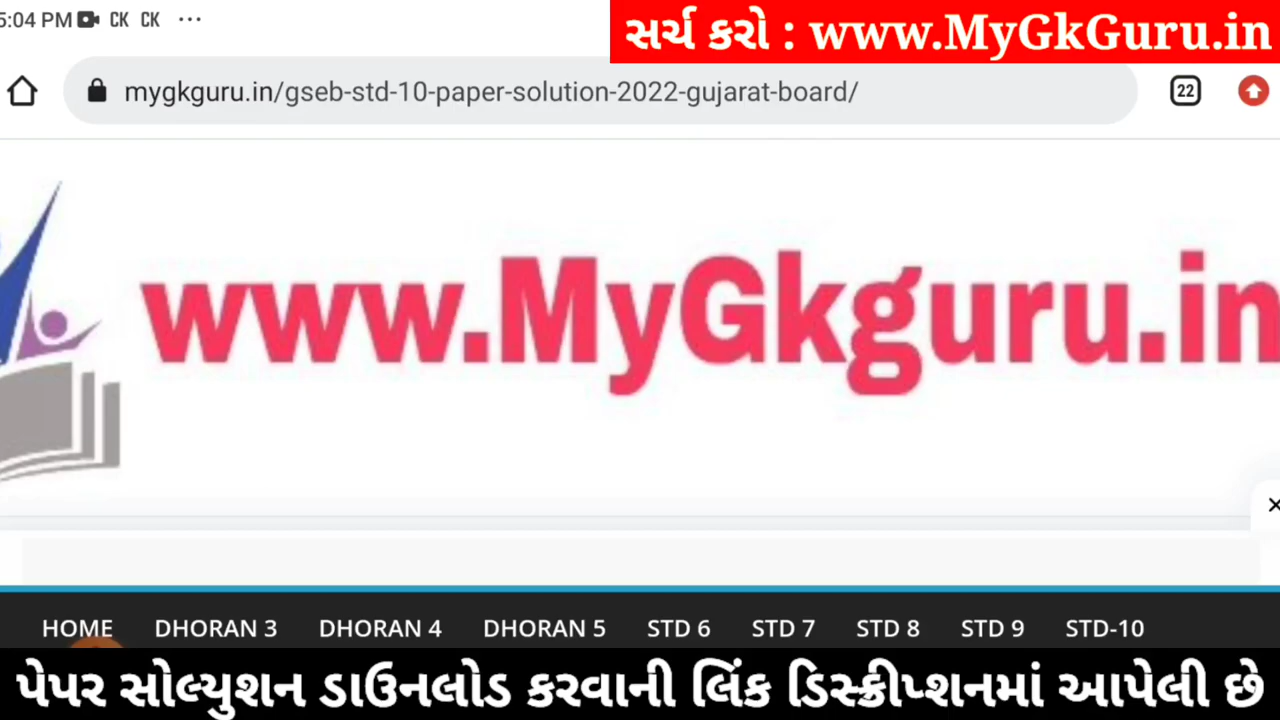 5:04 PM CK CK ...
સર્ચ કરો : www.MyGkGuru.in
mygkguru.in/gseb-std-10-paper-solution-2022-gujarat-board/
22
www.MyGkguru.in
×
HOME DHORAN 3 DHORAN 4 DHORAN 5 STD 6 STD 7 STD 8 STD 9 STD-10
પેપર સોલ્યુશન ડાઉનલોડ કરવાની લિંક ડિસ્ક્રીપ્શનમાં આપેલી છે